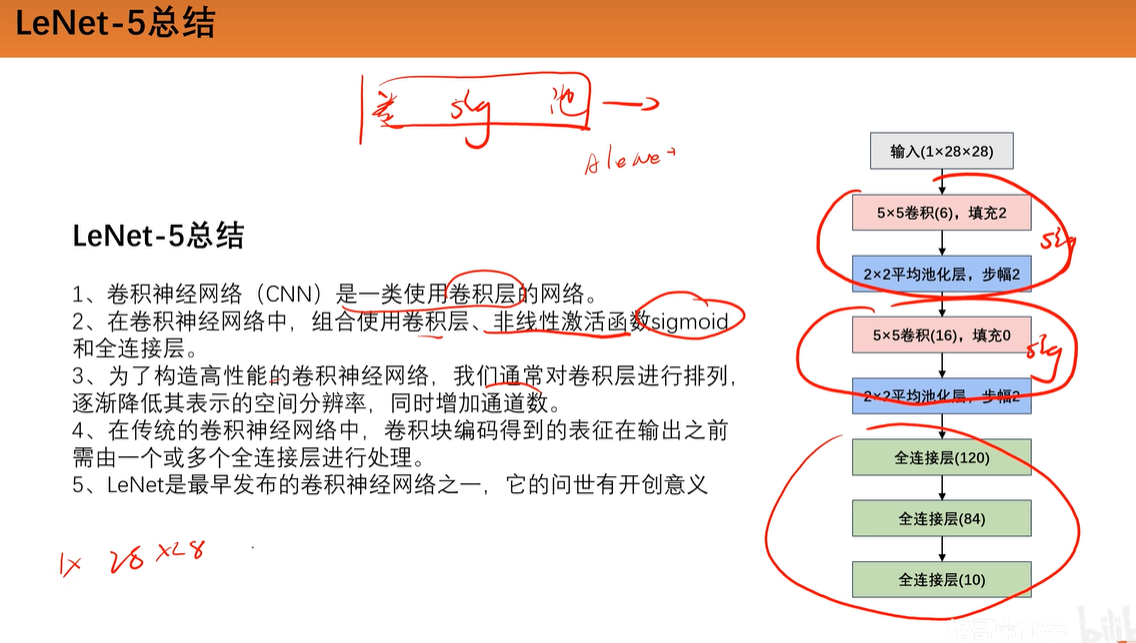 LeNet-5总结
卷 sig 池
AleNet
输入(1×28×28)
5×5卷积(6)，填充2
sig
2×2平均池化层，步幅2
5×5卷积(16)，填充0
sig
2×2平均池化层，步幅2
全连接层(120)
全连接层(84)
全连接层(10)
LeNet-5总结
1、卷积神经网络（CNN）是一类使用卷积层的网络。
2、在卷积神经网络中，组合使用卷积层、非线性激活函数sigmoid
和全连接层。
3、为了构造高性能的卷积神经网络，我们通常对卷积层进行排列，
逐渐降低其表示的空间分辨率，同时增加通道数。
4、在传统的卷积神经网络中，卷积块编码得到的表征在输出之前
需由一个或多个全连接层进行处理。
5、LeNet是最早发布的卷积神经网络之一，它的问世有开创意义
1× 28×28